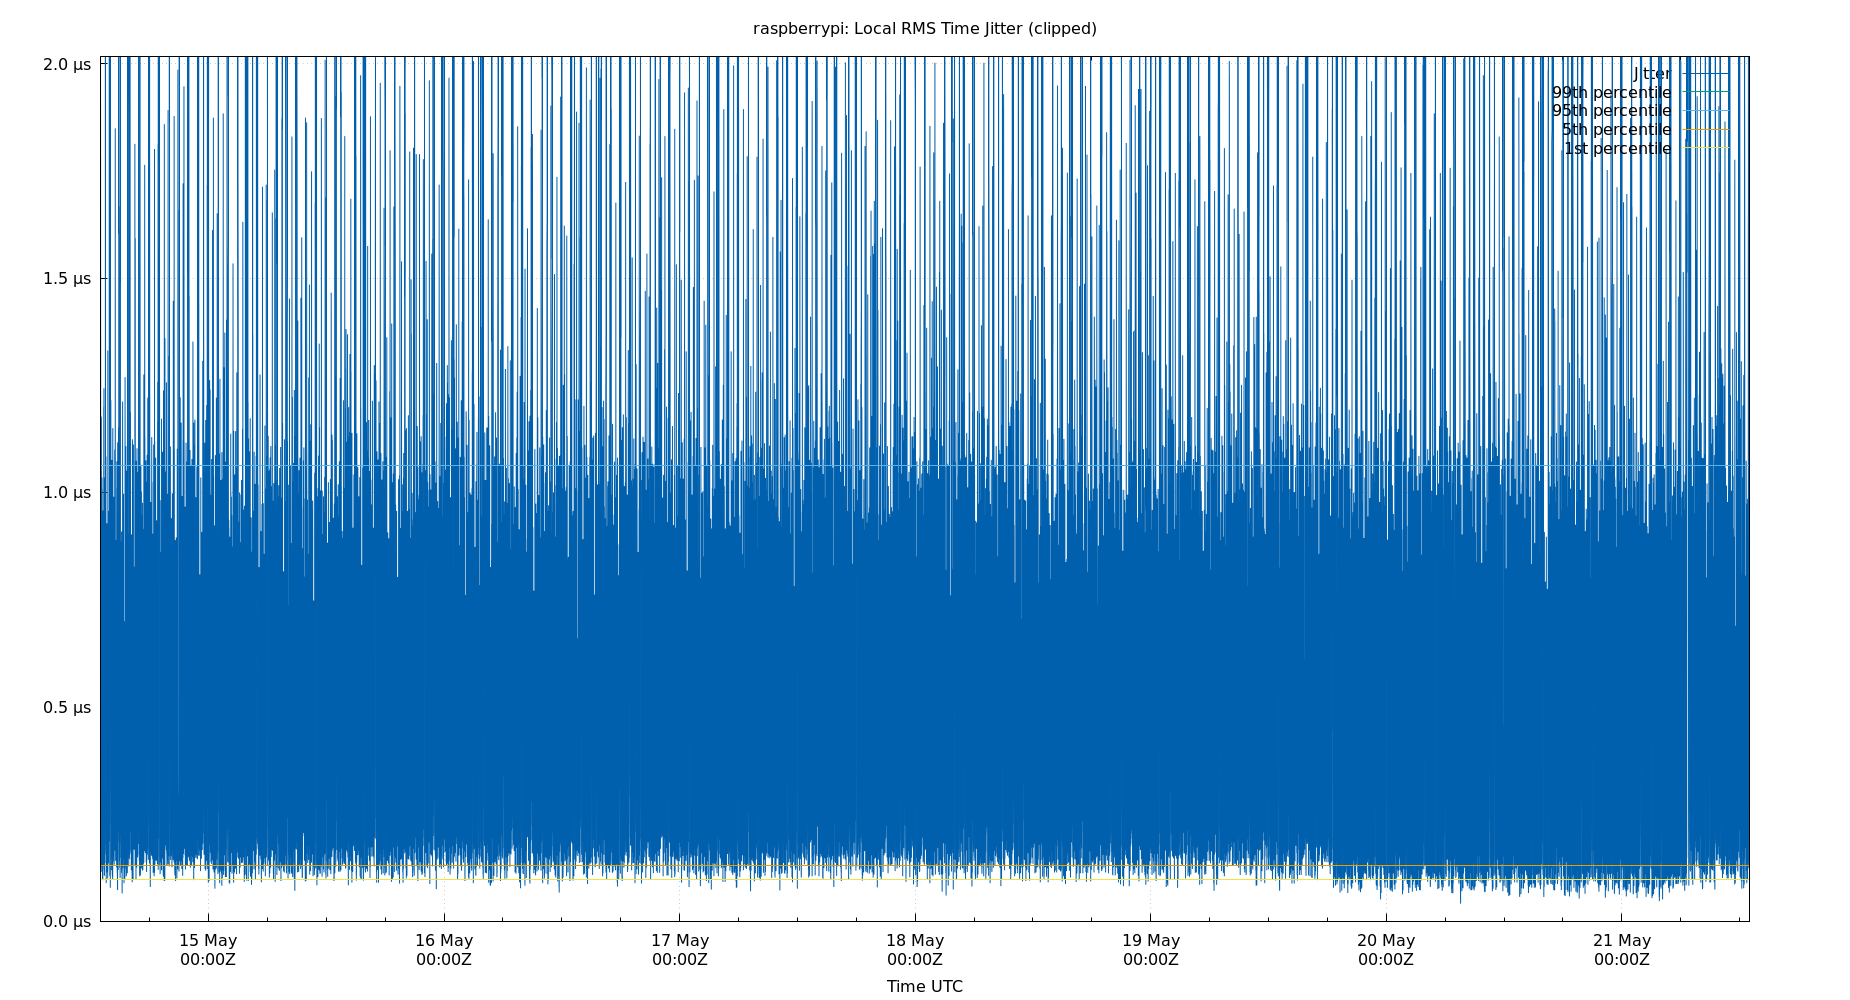 raspberrypi: Local RMS Time Jitter (clipped)
2.0 μs
1.5 μs
1.0 μs
0.5 μs
0.0 μs
Jitter
99th percentile
95th percentile
5th percentile
1st percentile
15 May
00:00Z
16 May
00:00Z
17 May
00:00Z
18 May
00:00Z
19 May
00:00Z
20 May
00:00Z
21 May
00:00Z
Time UTC